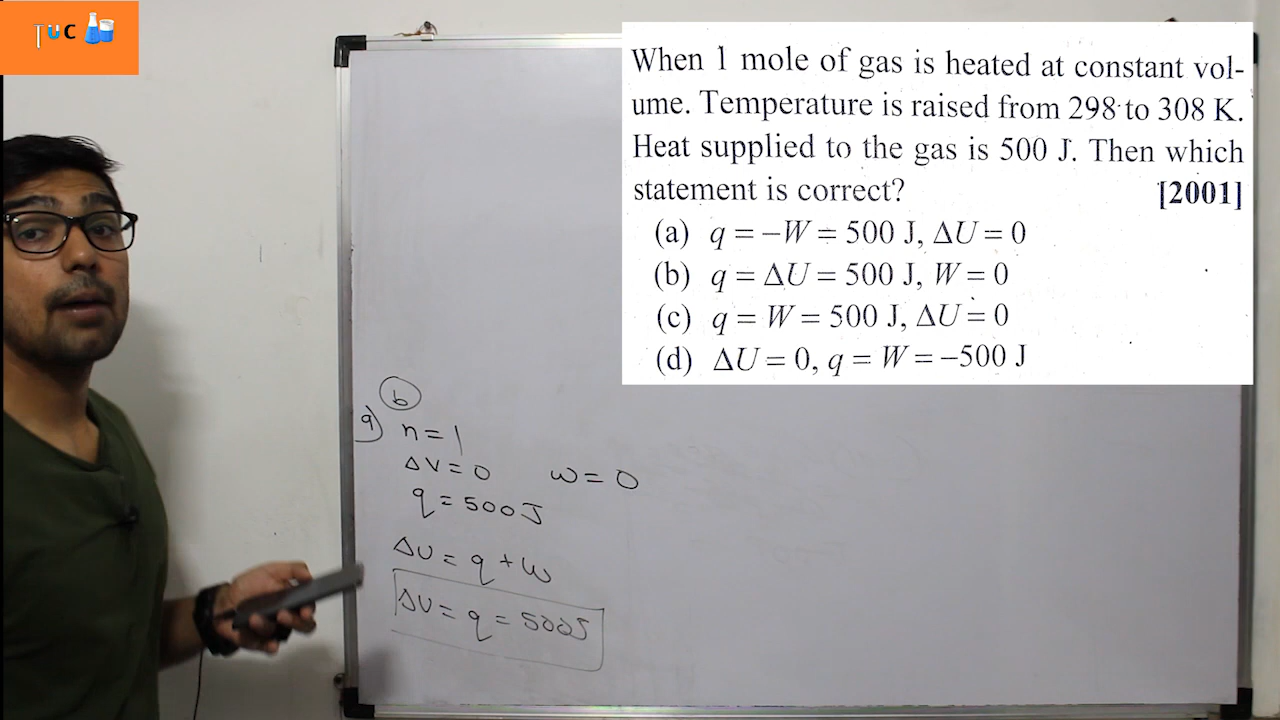 TUC
When 1 mole of gas is heated at constant vol-
ume. Temperature is raised from 298 to 308 K.
Heat supplied to the gas is 500 J. Then which
statement is correct? [2001]
(a) q = –W = 500 J, ΔU = 0
(b) q = ΔU = 500 J, W = 0
(c) q = W = 500 J, ΔU = 0
(d) ΔU = 0, q = W = –500 J
b
9) n = 1
ΔV = 0 w = 0
q = 500J
ΔU = q + w
ΔU = q = 500J